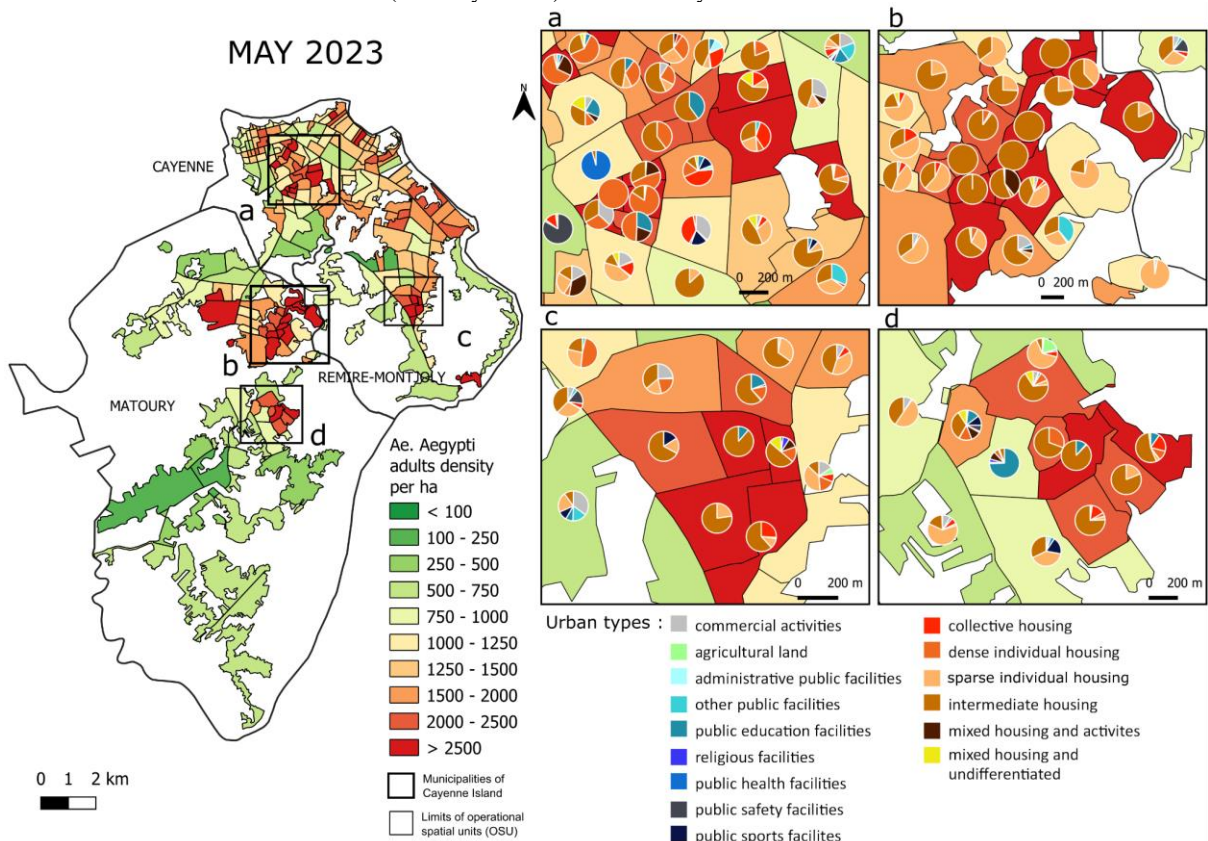 MAY 2023
CAYENNE
a
b
REMIRE-MONTJOLY
c
MATOURY
d
Ae. Aegypti
adults density
per ha
< 100
100 - 250
250 - 500
500 - 750
750 - 1000
1000 - 1250
1250 - 1500
1500 - 2000
2000 - 2500
> 2500
Municipalities of
Cayenne Island
Limits of operational
spatial units (OSU)
0 1 2 km
N
a
0 200 m
b
0 200 m
c
0 200 m
d
0 200 m
Urban types :
commercial activities
agricultural land
administrative public facilities
other public facilities
public education facilities
religious facilities
public health facilities
public safety facilities
public sports facilites
collective housing
dense individual housing
sparse individual housing
intermediate housing
mixed housing and activites
mixed housing and
undifferentiated